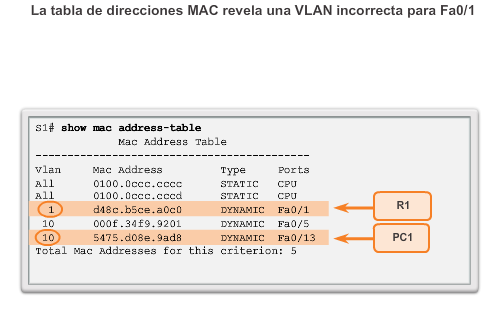 La tabla de direcciones MAC revela una VLAN incorrecta para Fa0/1
S1# show mac address-table
Mac Address Table
-------------------------------------------
Vlan Mac Address Type Ports
All 0100.0ccc.cccc STATIC CPU
All 0100.0ccc.cccd STATIC CPU
1 d48c.b5ce.a0c0 DYNAMIC Fa0/1
R1
10 000f.34f9.9201 DYNAMIC Fa0/5
10 5475.d08e.9ad8 DYNAMIC Fa0/13
PC1
Total Mac Addresses for this criterion: 5